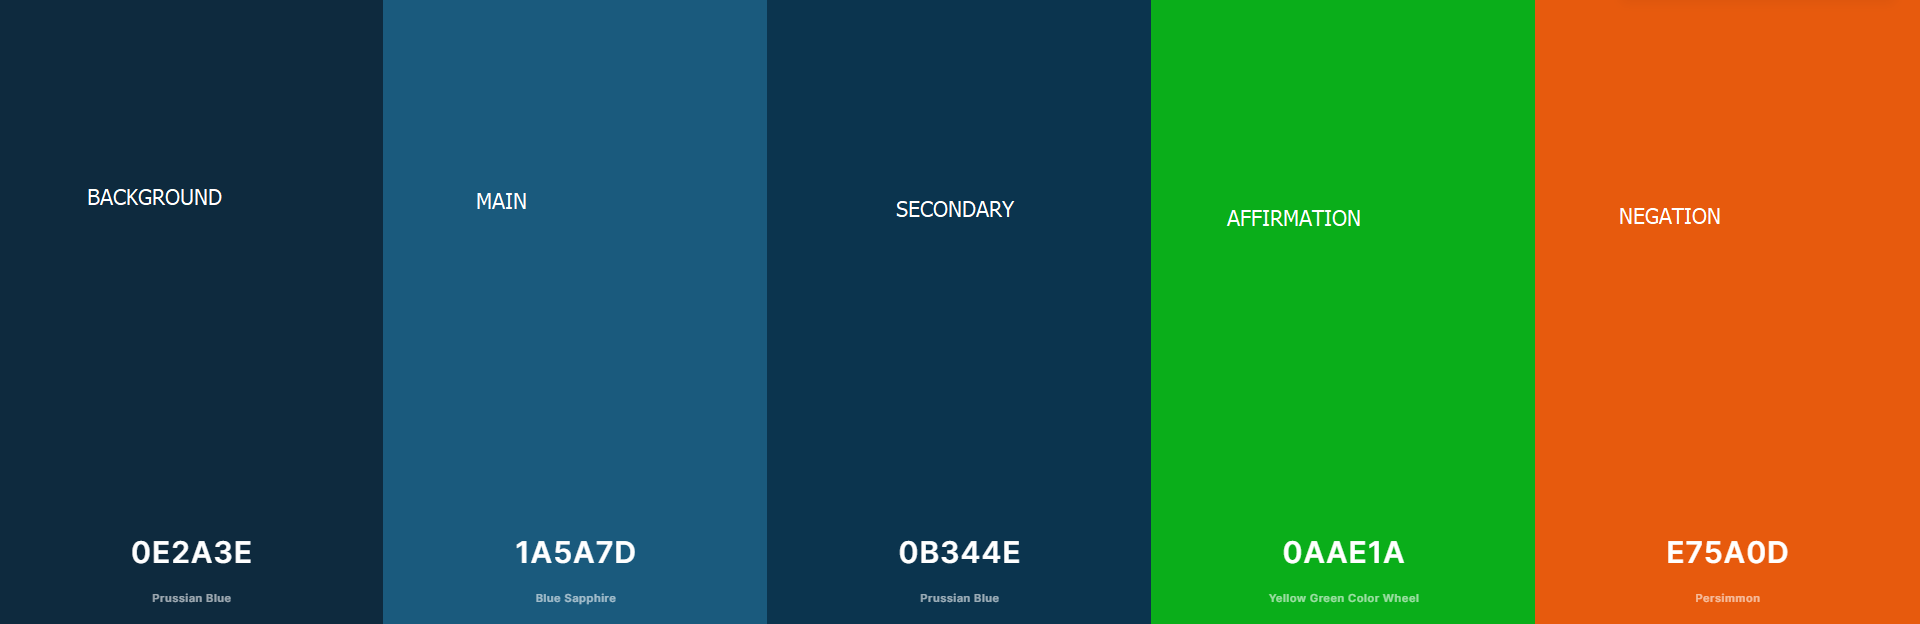 BACKGROUND
MAIN
SECONDARY
AFFIRMATION
NEGATION
0E2A3E
1A5A7D
0B344E
0AAE1A
E75A0D
Prussian Blue
Blue Sapphire
Prussian Blue
Yellow Green Color Wheel
Persimmon